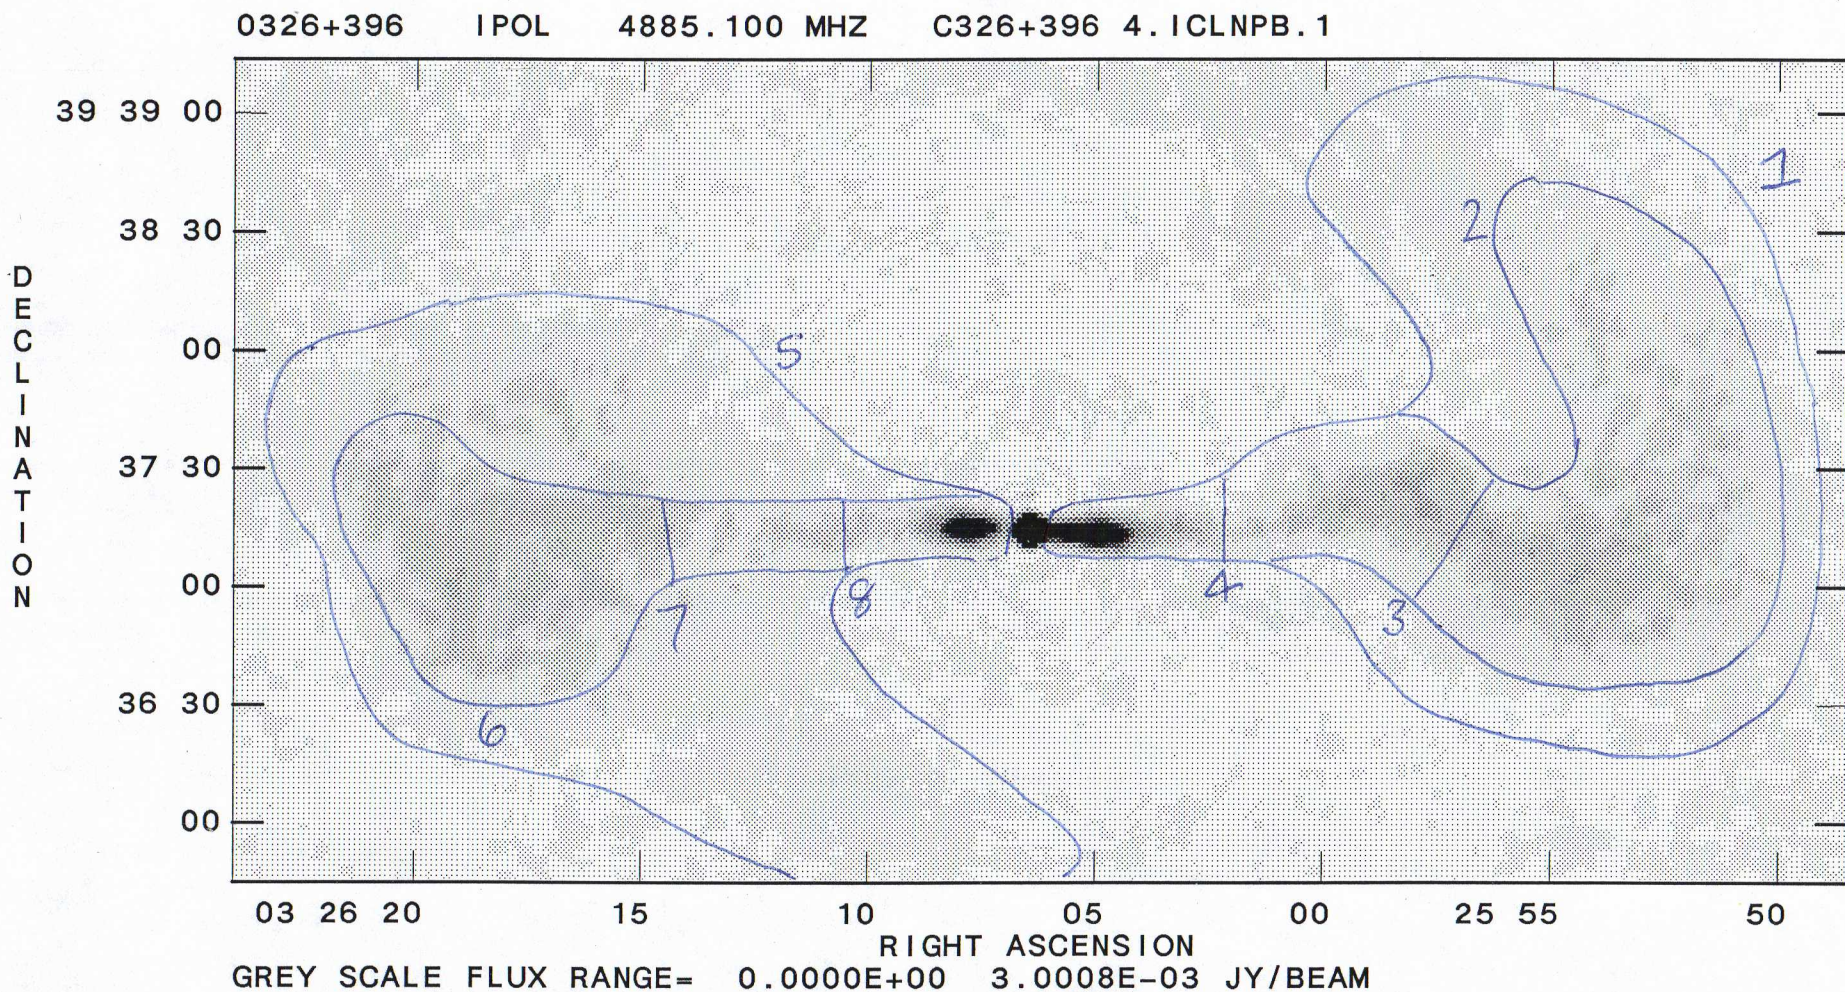 0326+396 IPOL 4885.100 MHZ C326+396 4.ICLNPB.1
39 39 00
38 30
00
37 30
00
36 30
00
DECLINATION
1
2
5
3
4
8
7
6
03 26 20 15 10 05 00 25 55 50
RIGHT ASCENSION
GREY SCALE FLUX RANGE= 0.0000E+00 3.0008E-03 JY/BEAM